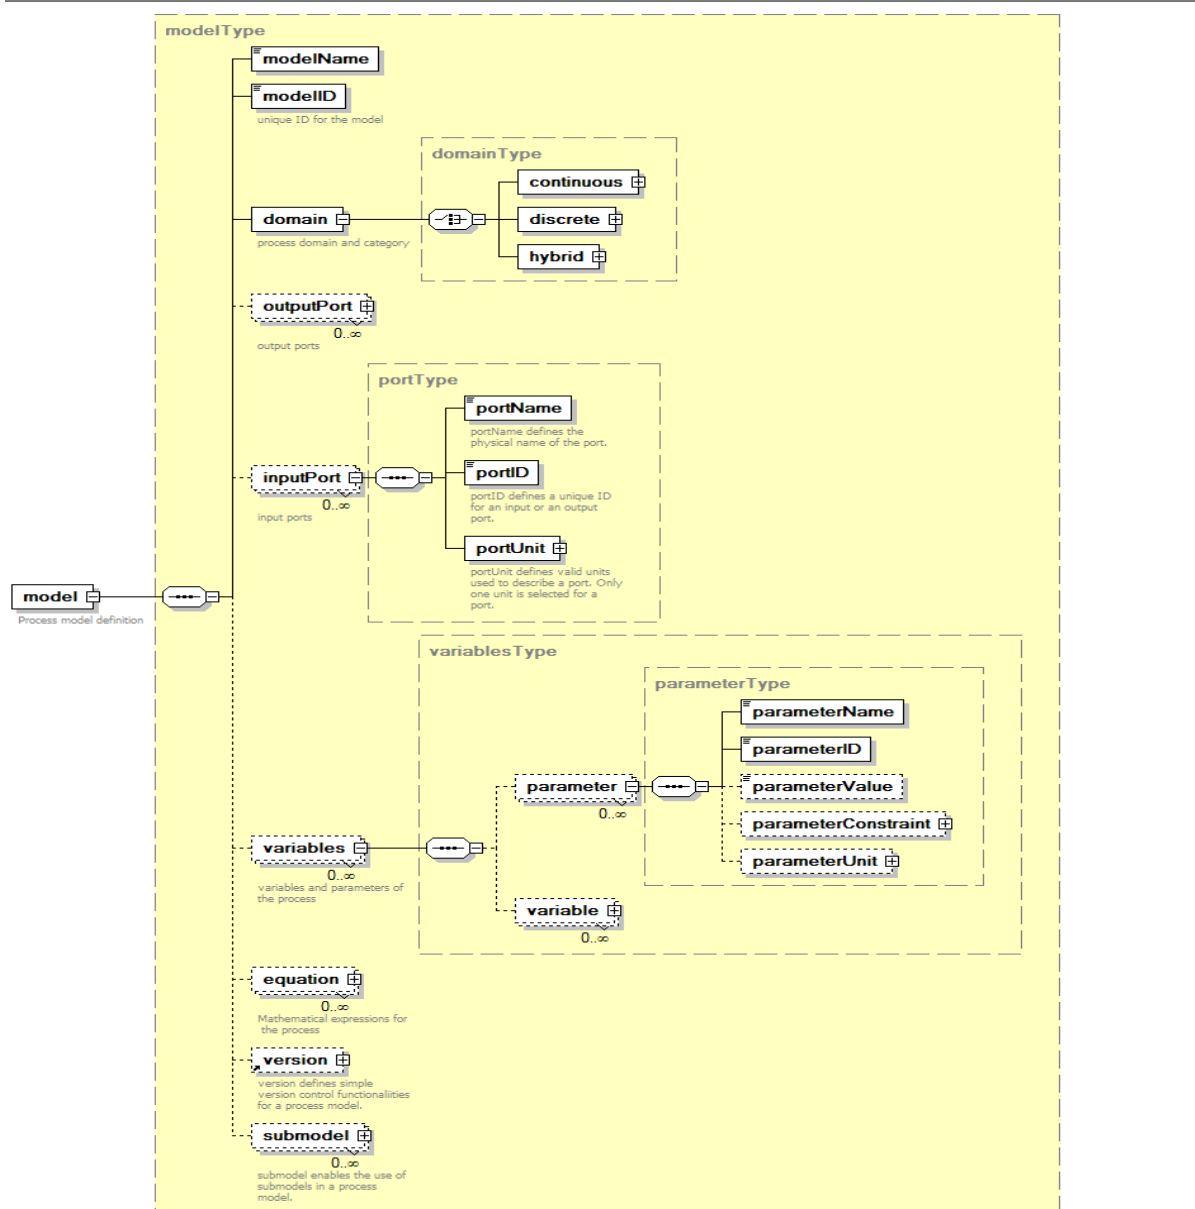 modelType
modelName
modelID
unique ID for the model
domainType
continuous
domain
discrete
process domain and category
hybrid
outputPort
0..∞
output ports
portType
portName
portName defines the
physical name of the port.
inputPort
0..∞
input ports
portID
portID defines a unique ID
for an input or an output
port.
portUnit
portUnit defines valid units
used to describe a port. Only
one unit is selected for a
port.
model
Process model definition
variablesType
parameterType
parameterName
parameterID
parameter
0..∞
parameterValue
parameterConstraint
parameterUnit
variables
0..∞
variables and parameters of
the process
variable
0..∞
equation
0..∞
Mathematical expressions for
the process
version
version defines simple
version control functionaliities
for a process model.
submodel
0..∞
submodel enables the use of
submodels in a process
model.